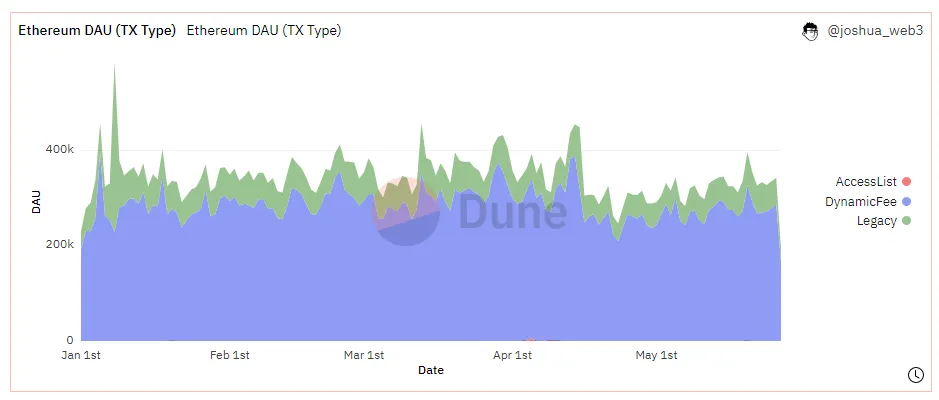 Ethereum DAU (TX Type) Ethereum DAU (TX Type)
@joshua_web3
400k
200k
0
DAU
Dune
Jan 1st Feb 1st Mar 1st Apr 1st May 1st
Date
AccessList
DynamicFee
Legacy